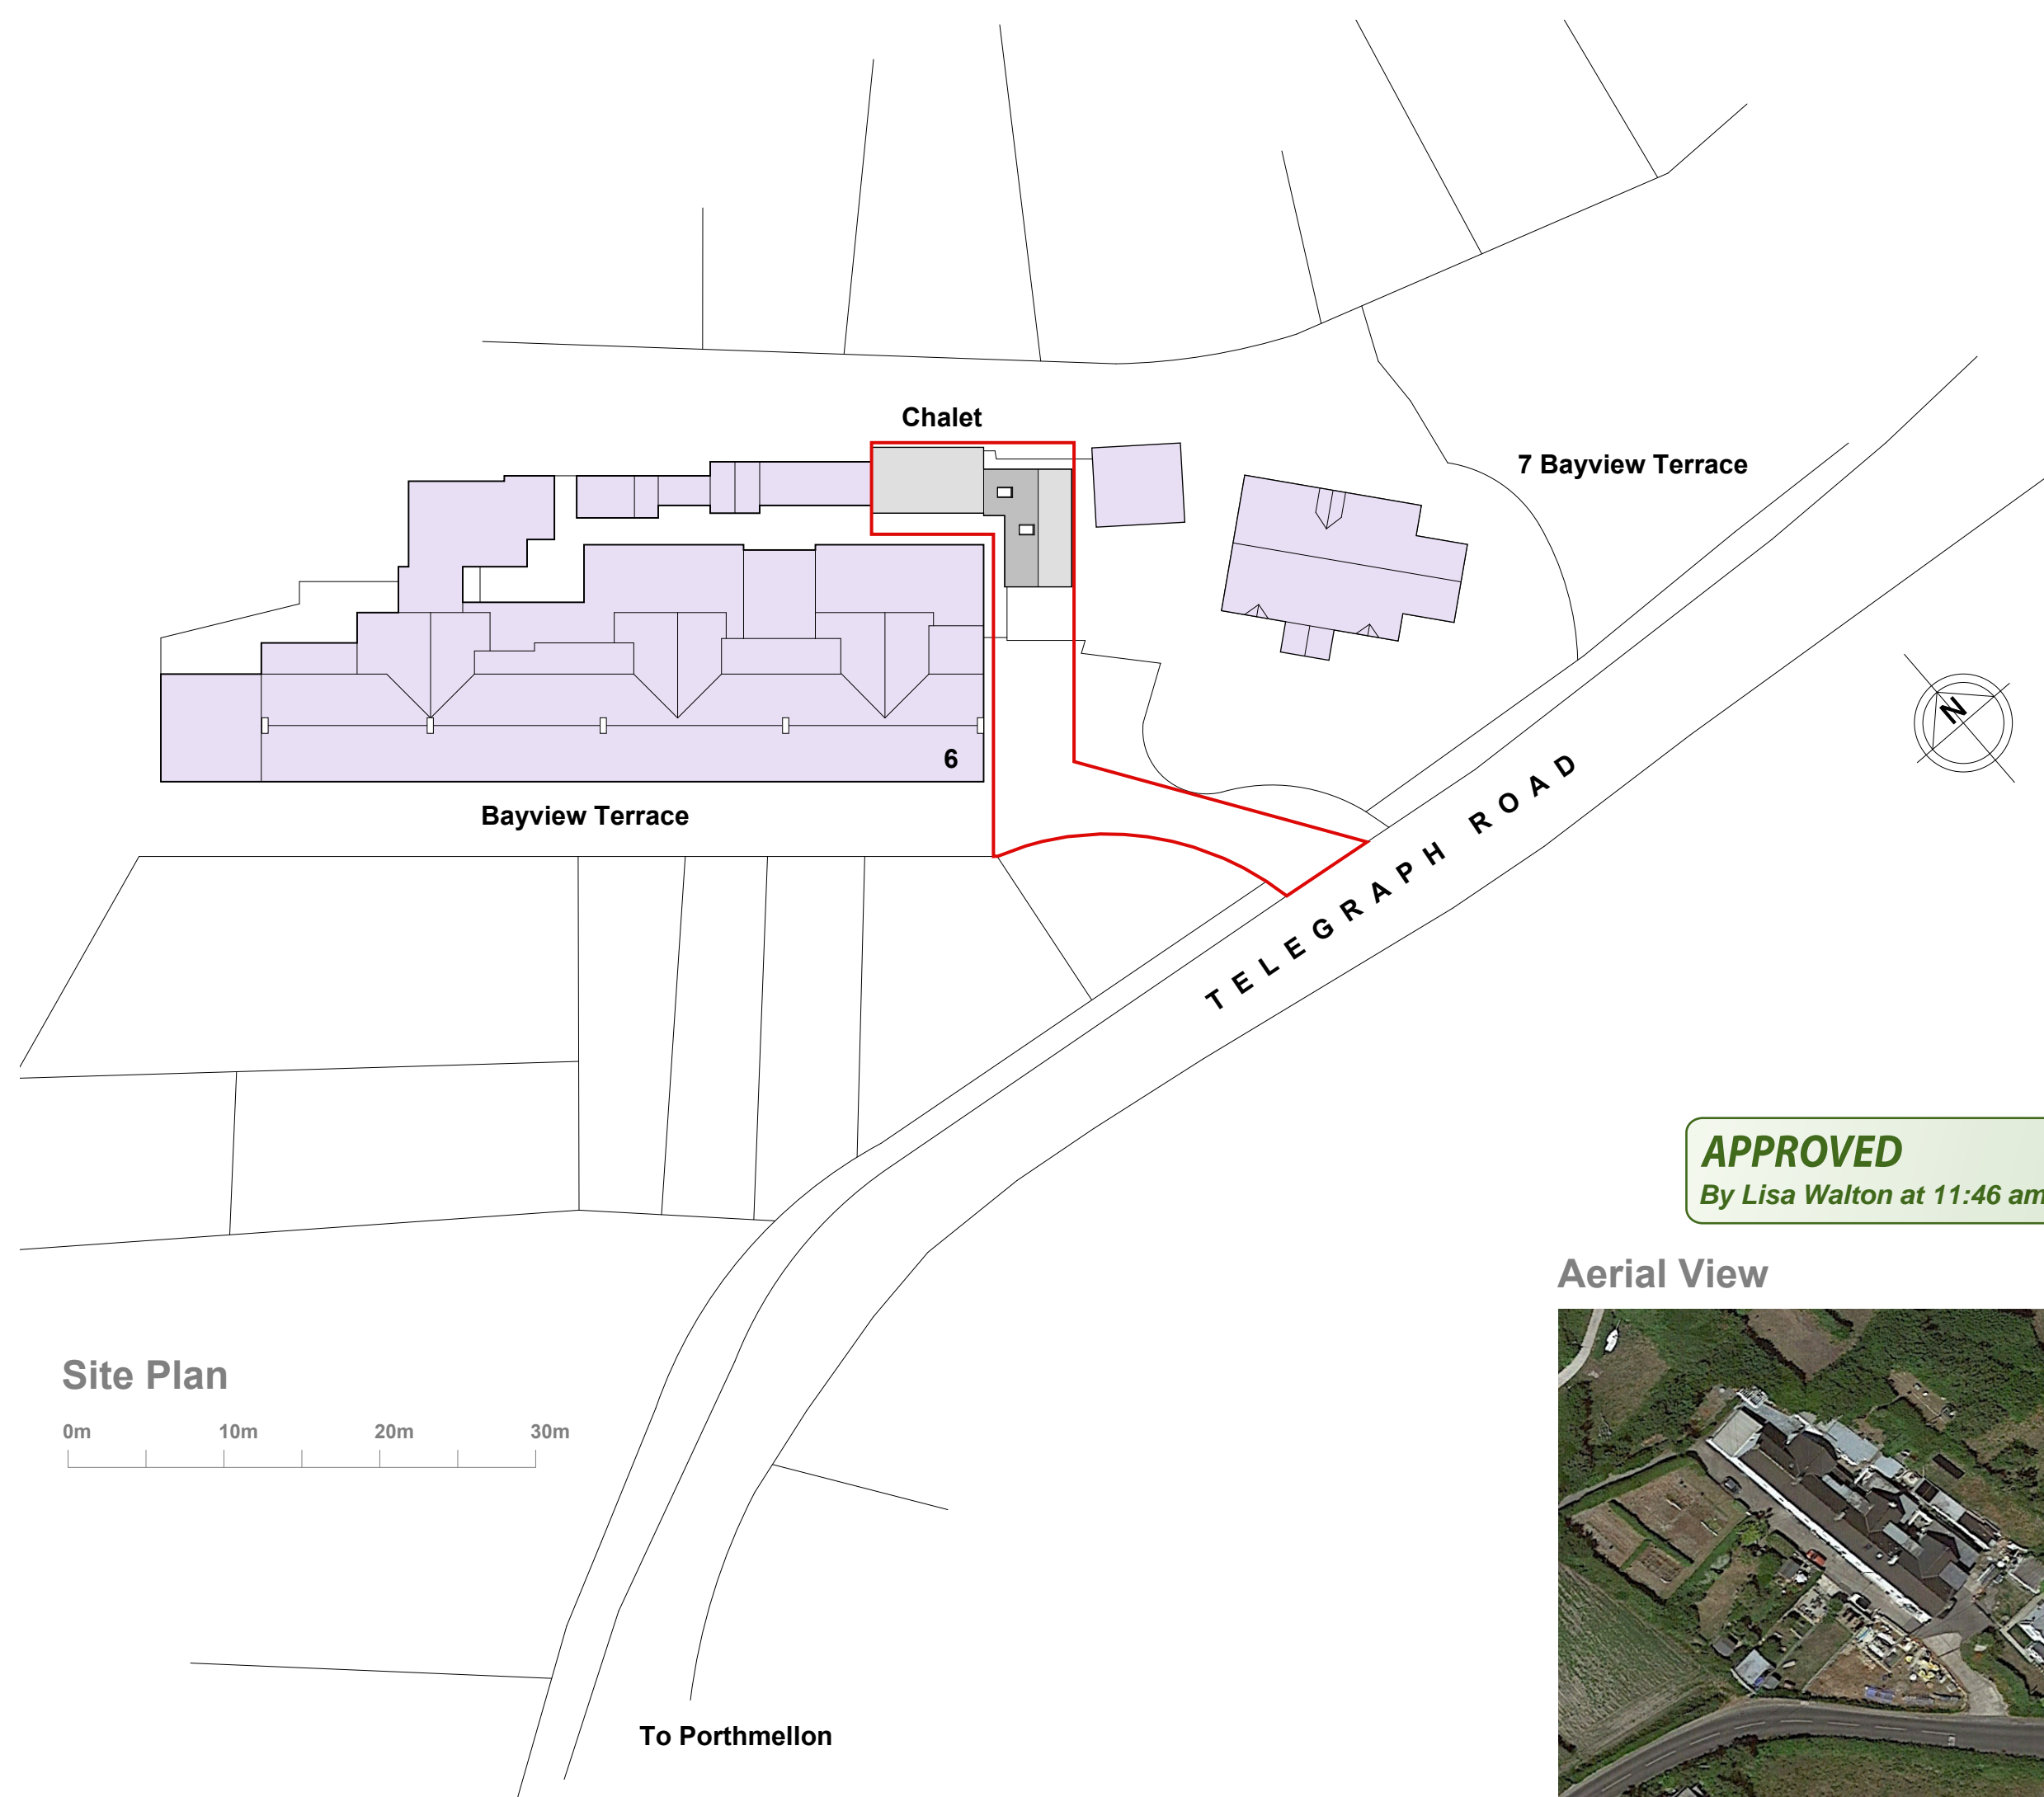 Chalet
7 Bayview Terrace
6
Bayview Terrace
N
TELEGRAPH ROAD
APPROVED
By Lisa Walton at 11:46 am
Aerial View
Site Plan
0m 10m 20m 30m
To Porthmellon